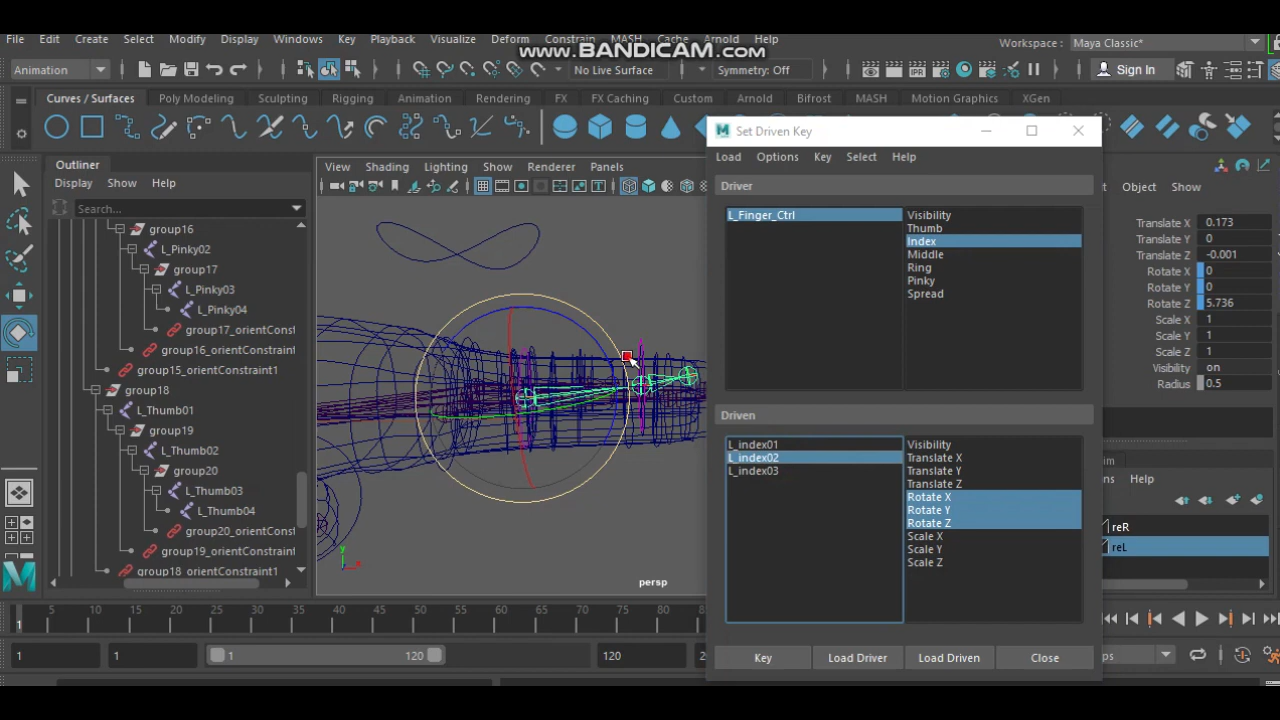 File Edit Create Select Modify Display Windows Key Playback Visualize Deform Constrain MASH Cache Arnold Help
www.BANDICAM.com
Workspace : Maya Classic*
Animation
No Live Surface
Symmetry: Off
Sign In
Curves / Surfaces Poly Modeling Sculpting Rigging Animation Rendering FX FX Caching Custom Arnold Bifrost MASH Motion Graphics XGen
Set Driven Key
Load Options Key Select Help
Driver
L_Finger_Ctrl
Visibility
Thumb
Index
Middle
Ring
Pinky
Spread
Driven
L_index01
L_index02
L_index03
Visibility
Translate X
Translate Y
Translate Z
Rotate X
Rotate Y
Rotate Z
Scale X
Scale Y
Scale Z
Key Load Driver Load Driven Close
Outliner
Display Show Help
Search...
group16
L_Pinky02
group17
L_Pinky03
L_Pinky04
group17_orientConst
group16_orientConstraint
group15_orientConstraint1
group18
L_Thumb01
group19
L_Thumb02
group20
L_Thumb03
L_Thumb04
group20_orientConst
group19_orientConstraint
group18_orientConstraint1
View Shading Lighting Show Renderer Panels
persp
y
Object Show
Translate X 0.173
Translate Y 0
Translate Z -0.001
Rotate X 0
Rotate Y 0
Rotate Z 5.736
Scale X 1
Scale Y 1
Scale Z 1
Visibility on
Radius 0.5
im
s Help
reR
reL
5 10 15 20 25 30 35 40 45 50 55 60 65 70 75 80 85
1
1 1 1 120 120 20
ps